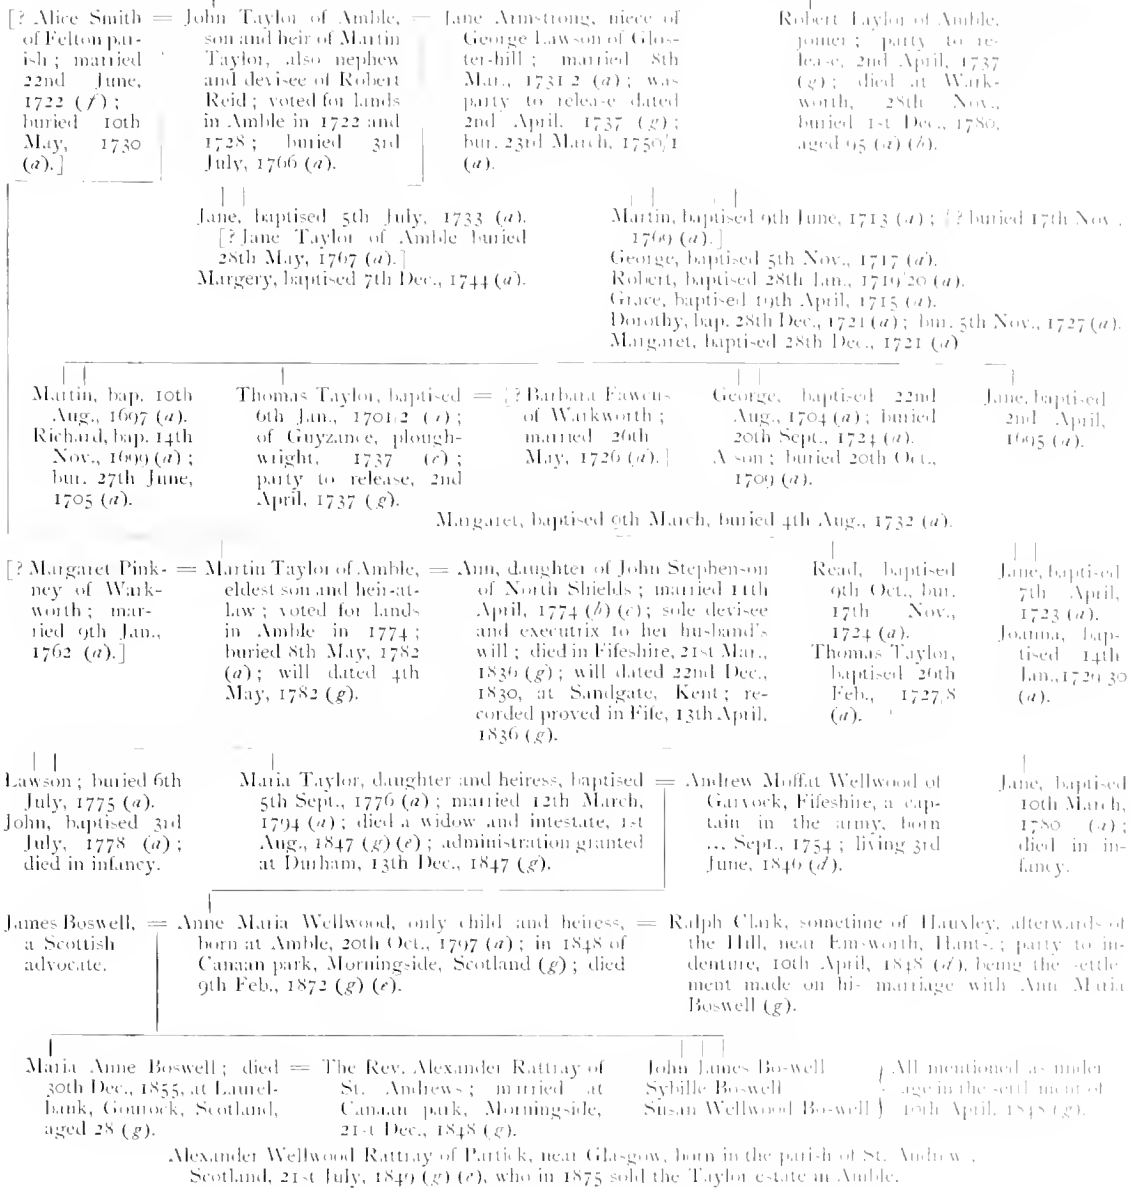 [? Alice Smith
of Felton par-
ish ; married
22nd June,
1722 (f) ;
buried 10th
May, 1730
(a).]
= John Taylor of Amble,
son and heir of Martin
Taylor, also nephew
and devisee of Robert
Reid ; voted for lands
in Amble in 1722 and
1728 ; buried 3rd
July, 1766 (a).
= Jane Armstrong, niece of
George Lawson of Glos-
ter-hill ; married 8th
Mar., 1731/2 (a) ; was
party to release dated
2nd April, 1737 (g) ;
bur. 23rd March, 1750/1
(a).
Robert Taylor of Amble,
joiner ; party to re-
lease, 2nd April, 1737
(g) ; died at Wark-
worth, 28th Nov.,
buried 1st Dec., 1780,
aged 95 (a) (b).
Jane, baptised 5th July, 1733 (a).
[? Jane Taylor of Amble buried
28th May, 1767 (a).]
Margery, baptised 7th Dec., 1744 (a).
Martin, baptised 9th June, 1713 (a) ; [? buried 17th Nov.,
1769 (a).]
George, baptised 5th Nov., 1717 (a).
Robert, baptised 28th Jan., 1719/20 (a).
Grace, baptised 19th April, 1715 (a).
Dorothy, bap. 28th Dec., 1721 (a) ; bur. 5th Nov., 1727 (a).
Margaret, baptised 28th Dec., 1721 (a)
Martin, bap. 10th
Aug., 1697 (a).
Richard, bap. 14th
Nov., 1699 (a) ;
bur. 27th June,
1705 (a).
Thomas Taylor, baptised
6th Jan., 1701/2 (a) ;
of Guyzance, plough-
wright, 1737 (e) ;
party to release, 2nd
April, 1737 (g).
= [? Barbara Fawcus
of Warkworth ;
married 26th
May, 1726 (a).]
George, baptised 22nd
Aug., 1704 (a) ; buried
20th Sept., 1724 (a).
A son ; buried 20th Oct.,
1709 (a).
Jane, baptised
2nd April,
1695 (a).
Margaret, baptised 9th March, buried 4th Aug., 1732 (a).
[? Margaret Pink-
ney of Wark-
worth ; mar-
ried 9th Jan.,
1762 (a).]
= Martin Taylor of Amble,
eldest son and heir-at-
law ; voted for lands
in Amble in 1774 ;
buried 8th May, 1782
(a) ; will dated 4th
May, 1782 (g).
= Ann, daughter of John Stephenson
of North Shields ; married 11th
April, 1774 (b) (c) ; sole devisee
and executrix to her husband's
will ; died in Fifeshire, 21st Mar.,
1836 (g) ; will dated 22nd Dec.,
1830, at Sandgate, Kent ; re-
corded proved in Fife, 13th April,
1836 (g).
Read, baptised
9th Oct., bur.
17th Nov.,
1724 (a).
Thomas Taylor,
baptised 26th
Feb., 1727/8
(a).
Jane, baptised
7th April,
1723 (a).
Joanna, bap-
tised 14th
Jan., 1729/30
(a).
Lawson ; buried 6th
July, 1775 (a).
John, baptised 3rd
July, 1778 (a) ;
died in infancy.
Maria Taylor, daughter and heiress, baptised
5th Sept., 1776 (a) ; married 12th March,
1794 (a) ; died a widow and intestate, 1st
Aug., 1847 (g) (e) ; administration granted
at Durham, 13th Dec., 1847 (g).
= Andrew Moffat Wellwood of
Garvock, Fifeshire, a cap-
tain in the army, born
... Sept., 1754 ; living 3rd
June, 1846 (d).
Jane, baptised
10th March,
1780 (a) ;
died in in-
fancy.
James Boswell,
a Scottish
advocate.
= Anne Maria Wellwood, only child and heiress,
born at Amble, 20th Oct., 1797 (a) ; in 1848 of
Canaan park, Morningside, Scotland (g) ; died
9th Feb., 1872 (g) (e).
= Ralph Clark, sometime of Hauxley, afterwards of
the Hill, near Emsworth, Hants. ; party to in-
denture, 10th April, 1848 (d), being the settle-
ment made on his marriage with Ann Maria
Boswell (g).
Maria Anne Boswell ; died
30th Dec., 1855, at Laurel-
bank, Gourock, Scotland,
aged 28 (g).
= The Rev. Alexander Rattray of
St. Andrews ; married at
Canaan park, Morningside,
21st Dec., 1848 (g).
John James Boswell
Sybille Boswell
Susan Wellwood Boswell
} All mentioned as under
age in the settlement of
10th April, 1848 (g).
Alexander Wellwood Rattray of Partick, near Glasgow, born in the parish of St. Andrew,
Scotland, 21st July, 1849 (g) (e), who in 1875 sold the Taylor estate in Amble.